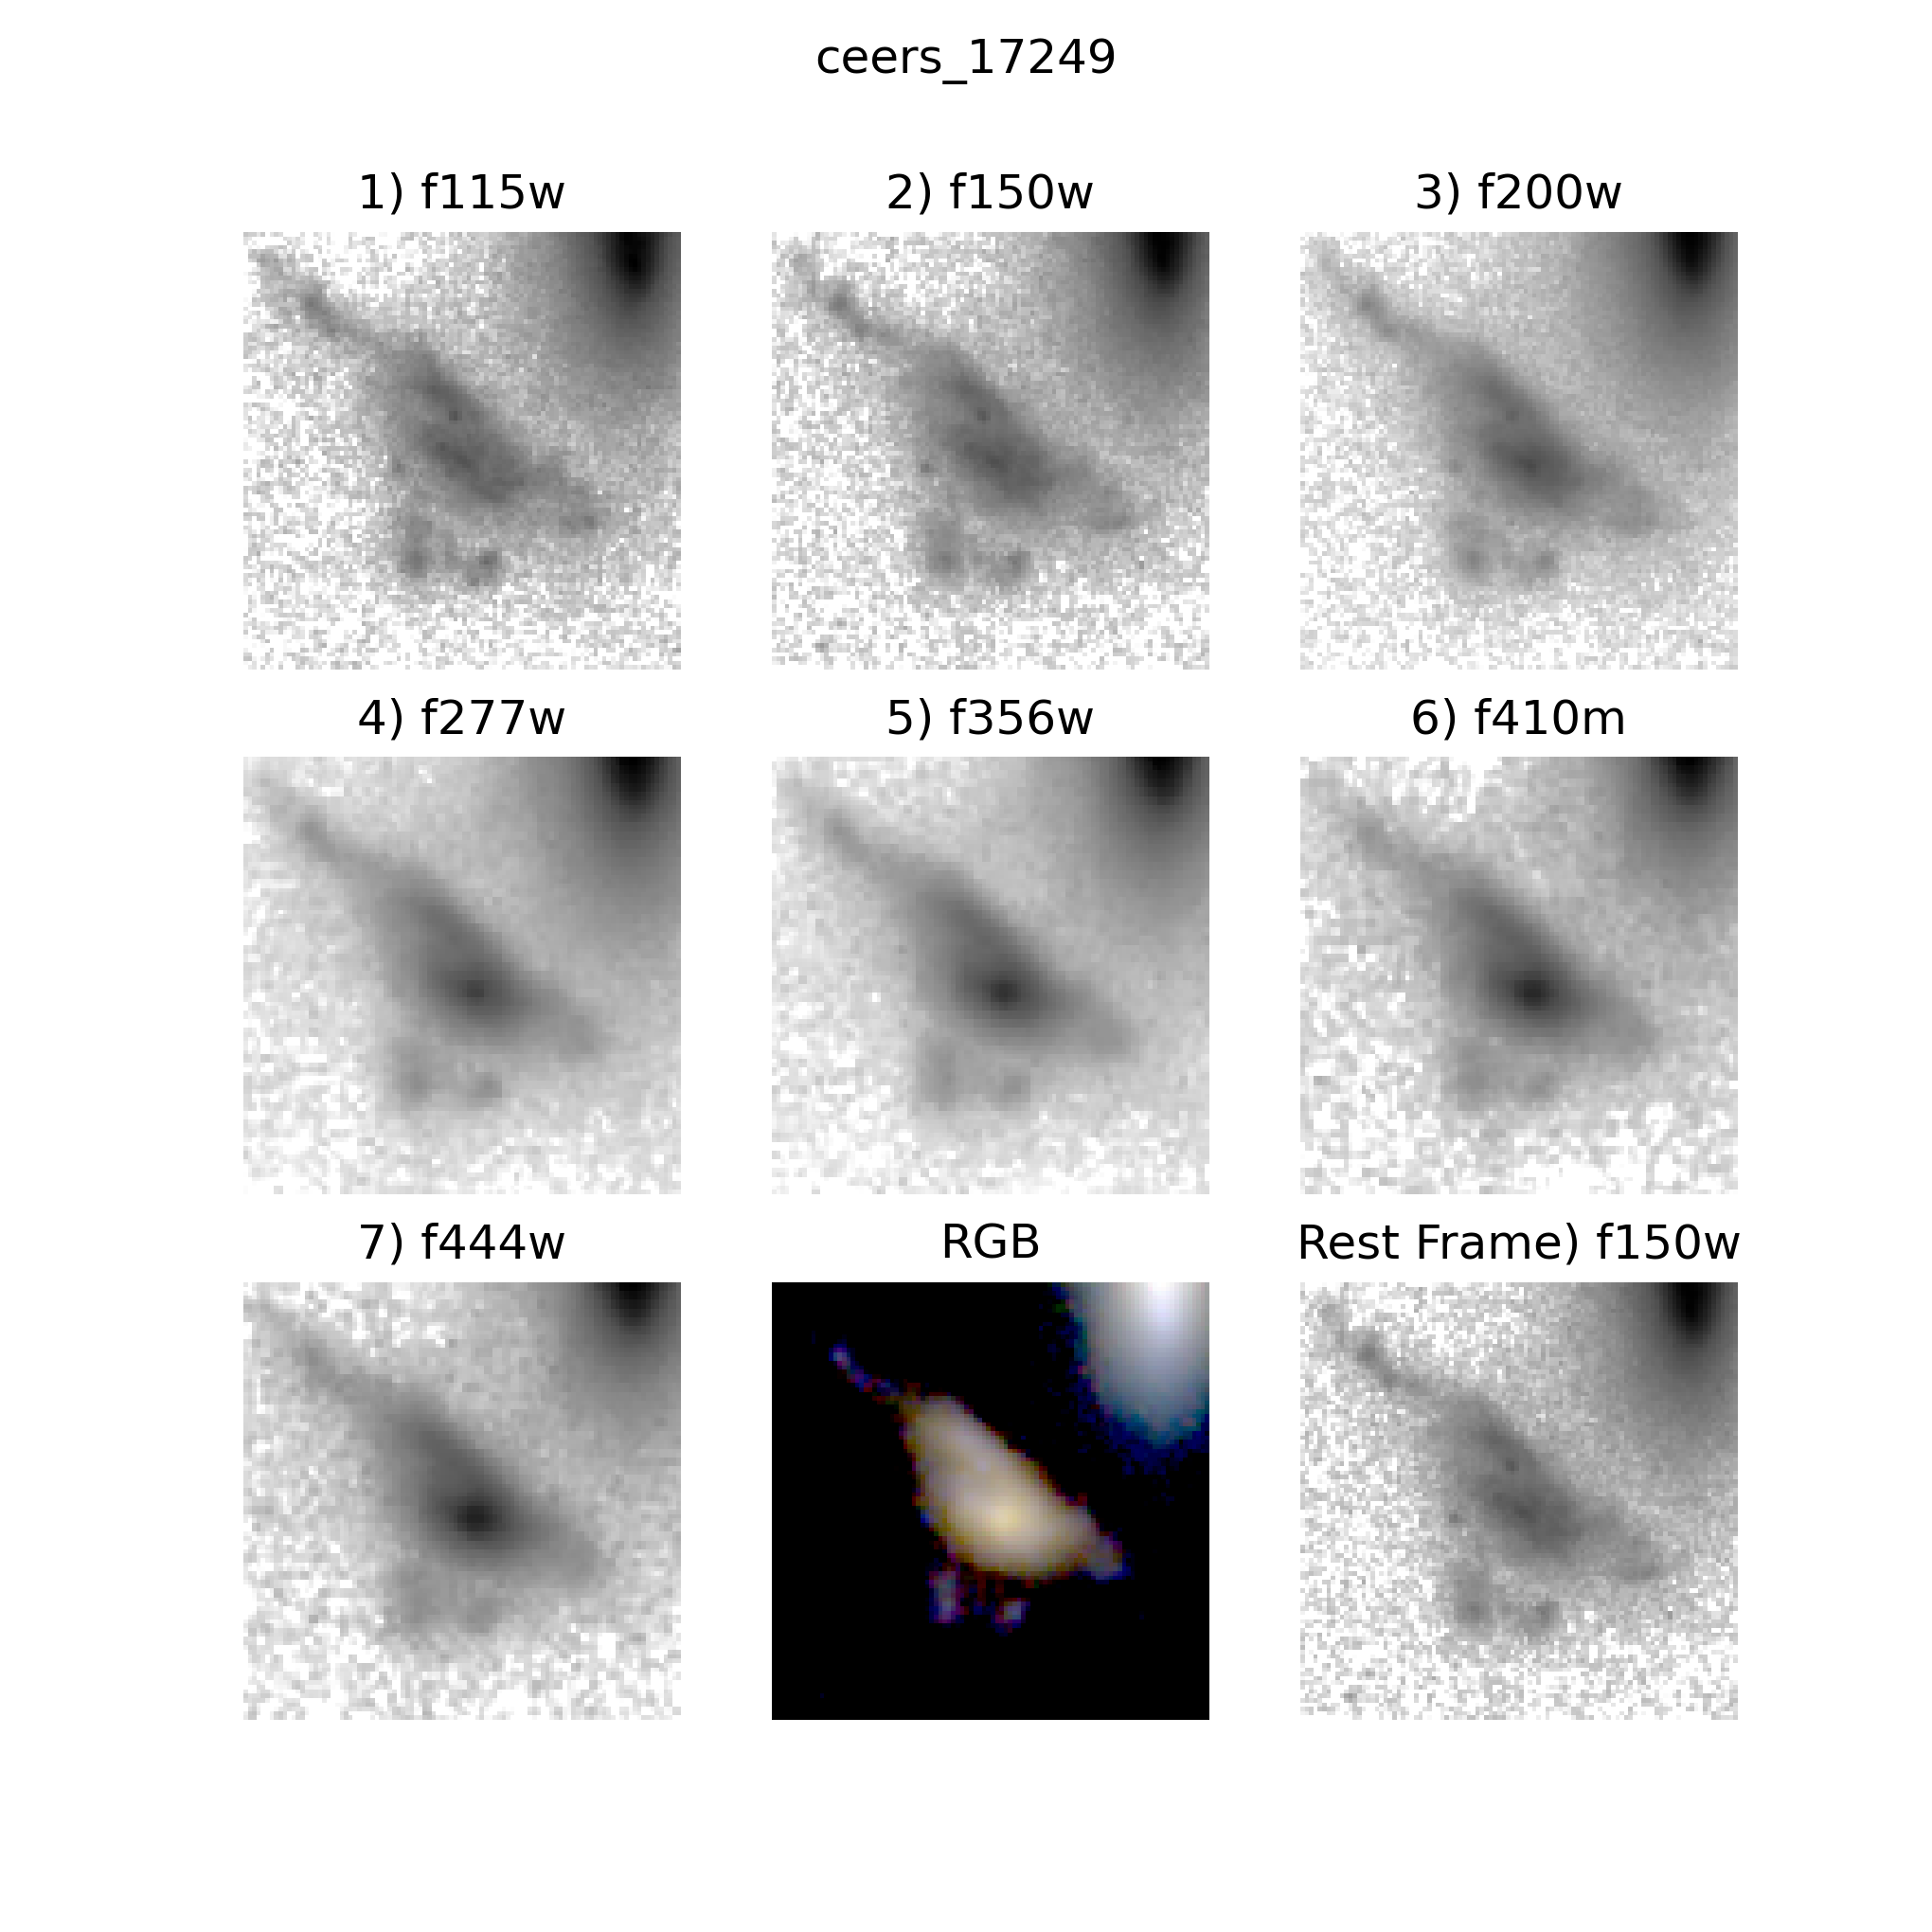 ceers_17249
1) f115w
2) f150w
3) f200w
4) f277w
5) f356w
6) f410m
7) f444w
RGB
Rest Frame) f150w